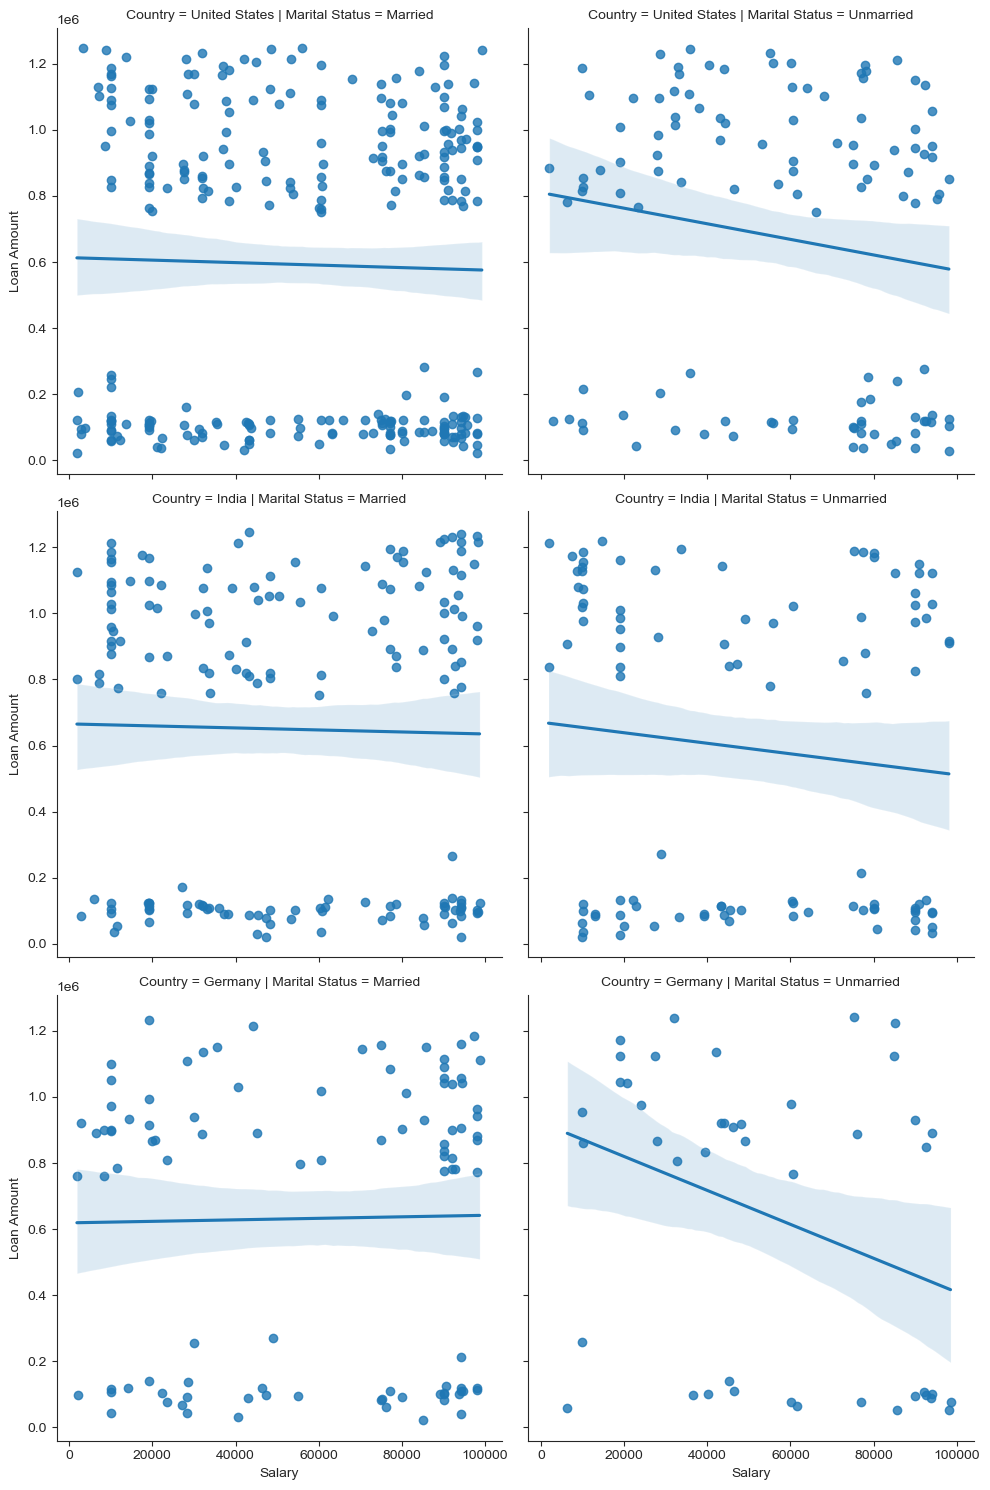 Country = United States | Marital Status = Married
Country = United States | Marital Status = Unmarried
1e6
1.2
1.0
0.8
0.6
0.4
0.2
0.0
Loan Amount
Country = India | Marital Status = Married
Country = India | Marital Status = Unmarried
1e6
1.2
1.0
0.8
0.6
0.4
0.2
0.0
Loan Amount
Country = Germany | Marital Status = Married
Country = Germany | Marital Status = Unmarried
1e6
1.2
1.0
0.8
0.6
0.4
0.2
0.0
Loan Amount
0 20000 40000 60000 80000 100000
0 20000 40000 60000 80000 100000
Salary
Salary